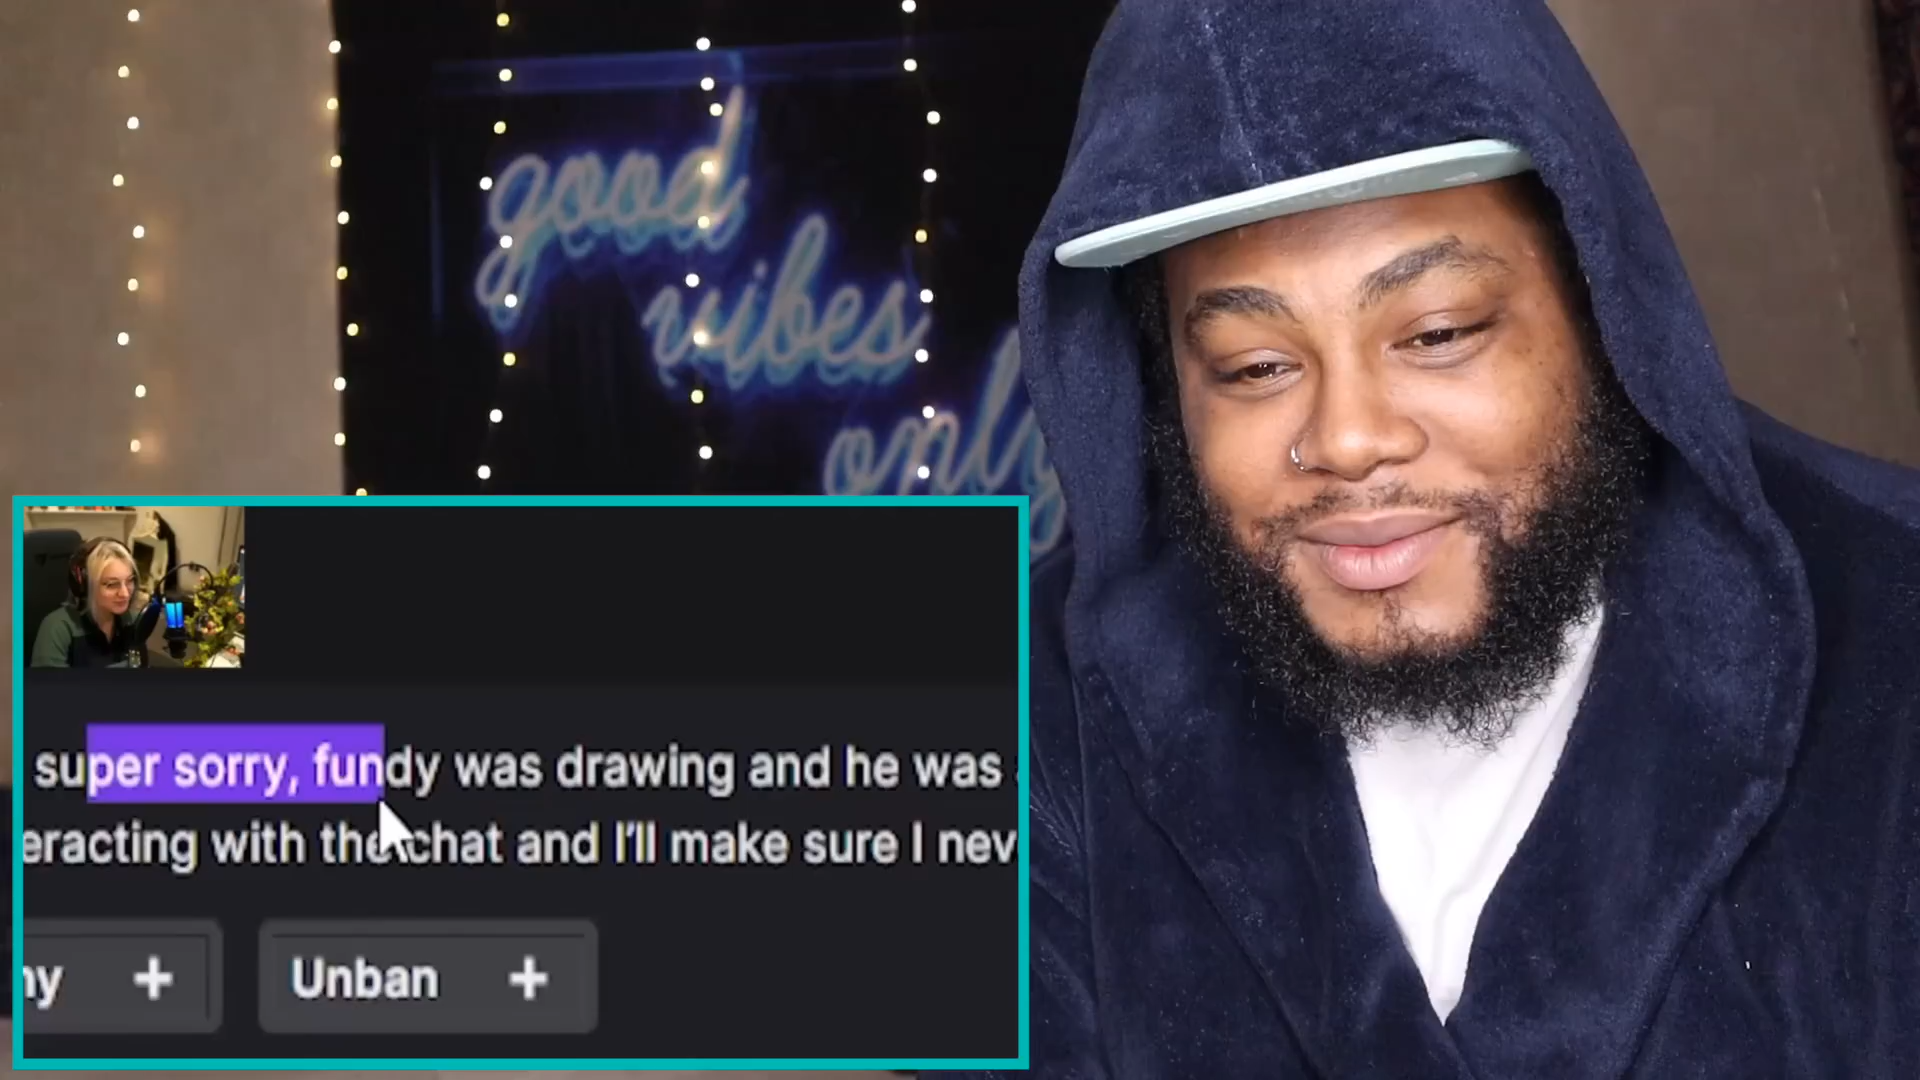 good
vibes
only
super sorry, fundy was drawing and he was
eracting with the chat and I'll make sure I nev
ny + Unban +